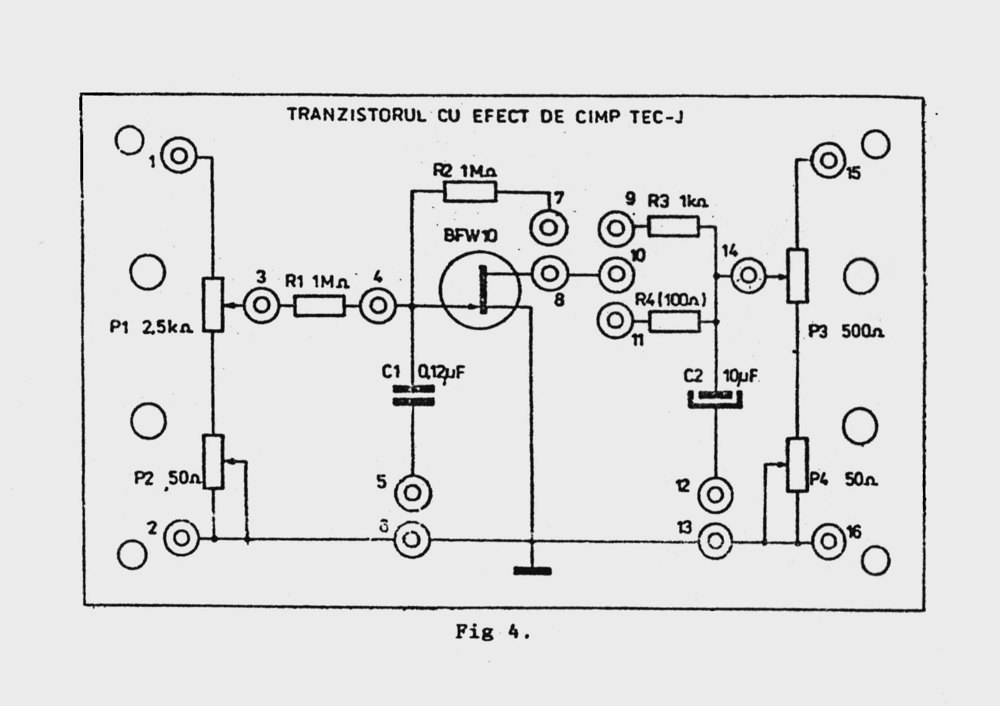 TRANZISTORUL CU EFECT DE CIMP TEC-J
1
15
R2 1MΩ
7
9 R3 1kΩ
BFW10
10
14
3 R1 1MΩ 4
8
R4(100Ω)
P1 2,5kΩ
11
P3 500Ω
C1 0,12µF
C2 10µF
P2 50Ω
5
12
P4 50Ω
2
6
13
16
Fig 4.